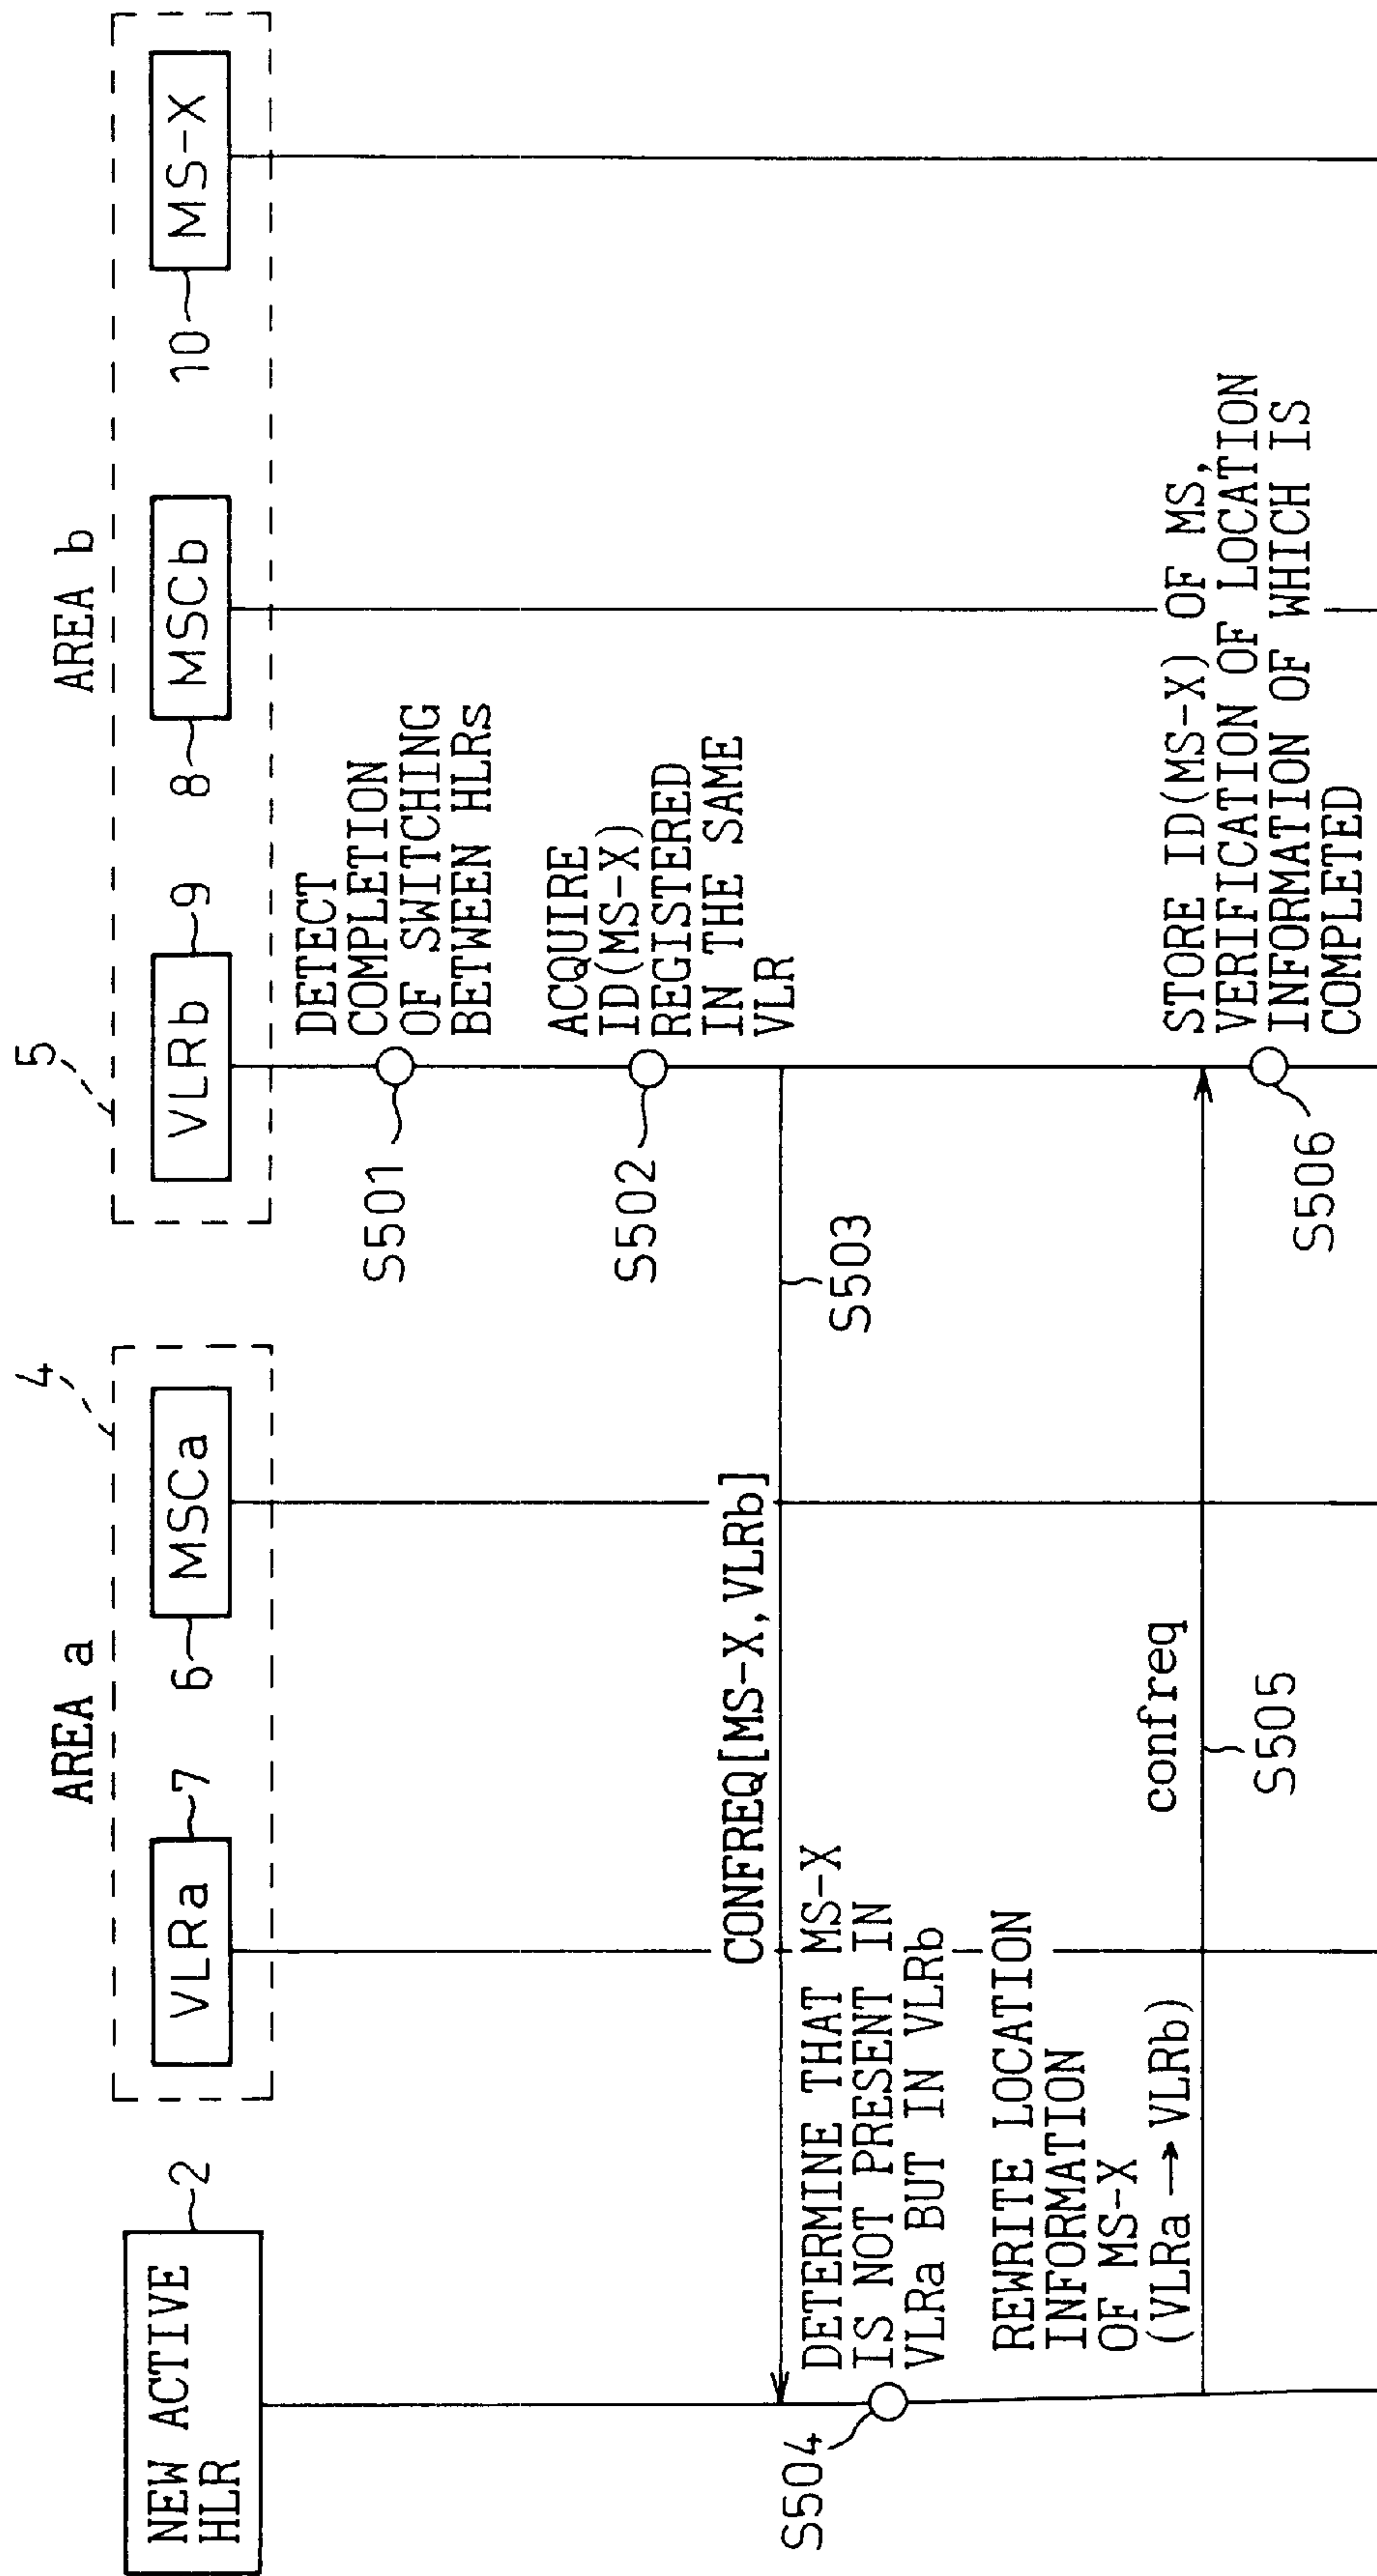 NEW ACTIVE
HLR
2
AREA a
4
VLRa
7
MSCa
6
AREA b
5
VLRb
9
MSCb
8
MS-X
10
DETECT
COMPLETION
OF SWITCHING
BETWEEN HLRs
S501
ACQUIRE
ID(MS-X)
REGISTERED
IN THE SAME
VLR
S502
CONFREQ[MS-X,VLRb]
S503
DETERMINE THAT MS-X
IS NOT PRESENT IN
VLRa BUT IN VLRb
S504
REWRITE LOCATION
INFORMATION
OF MS-X
(VLRa → VLRb)
confreq
S505
STORE ID(MS-X) OF MS,
VERIFICATION OF LOCATION
INFORMATION OF WHICH IS
COMPLETED
S506